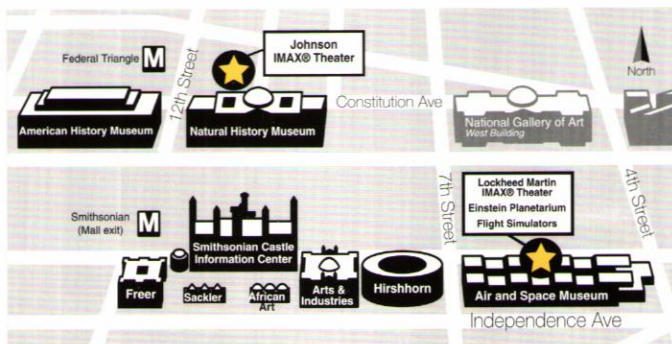 Federal Triangle M
12th Street
Johnson
IMAX® Theater
North
American History Museum
Natural History Museum
Constitution Ave
National Gallery of Art
West Building
Smithsonian
(Mall exit)
M
Smithsonian Castle
Information Center
7th Street
Lockheed Martin
IMAX® Theater
Einstein Planetarium
Flight Simulators
4th Street
Freer
Sackler
African
Art
Arts &
Industries
Hirshhorn
Air and Space Museum
Independence Ave